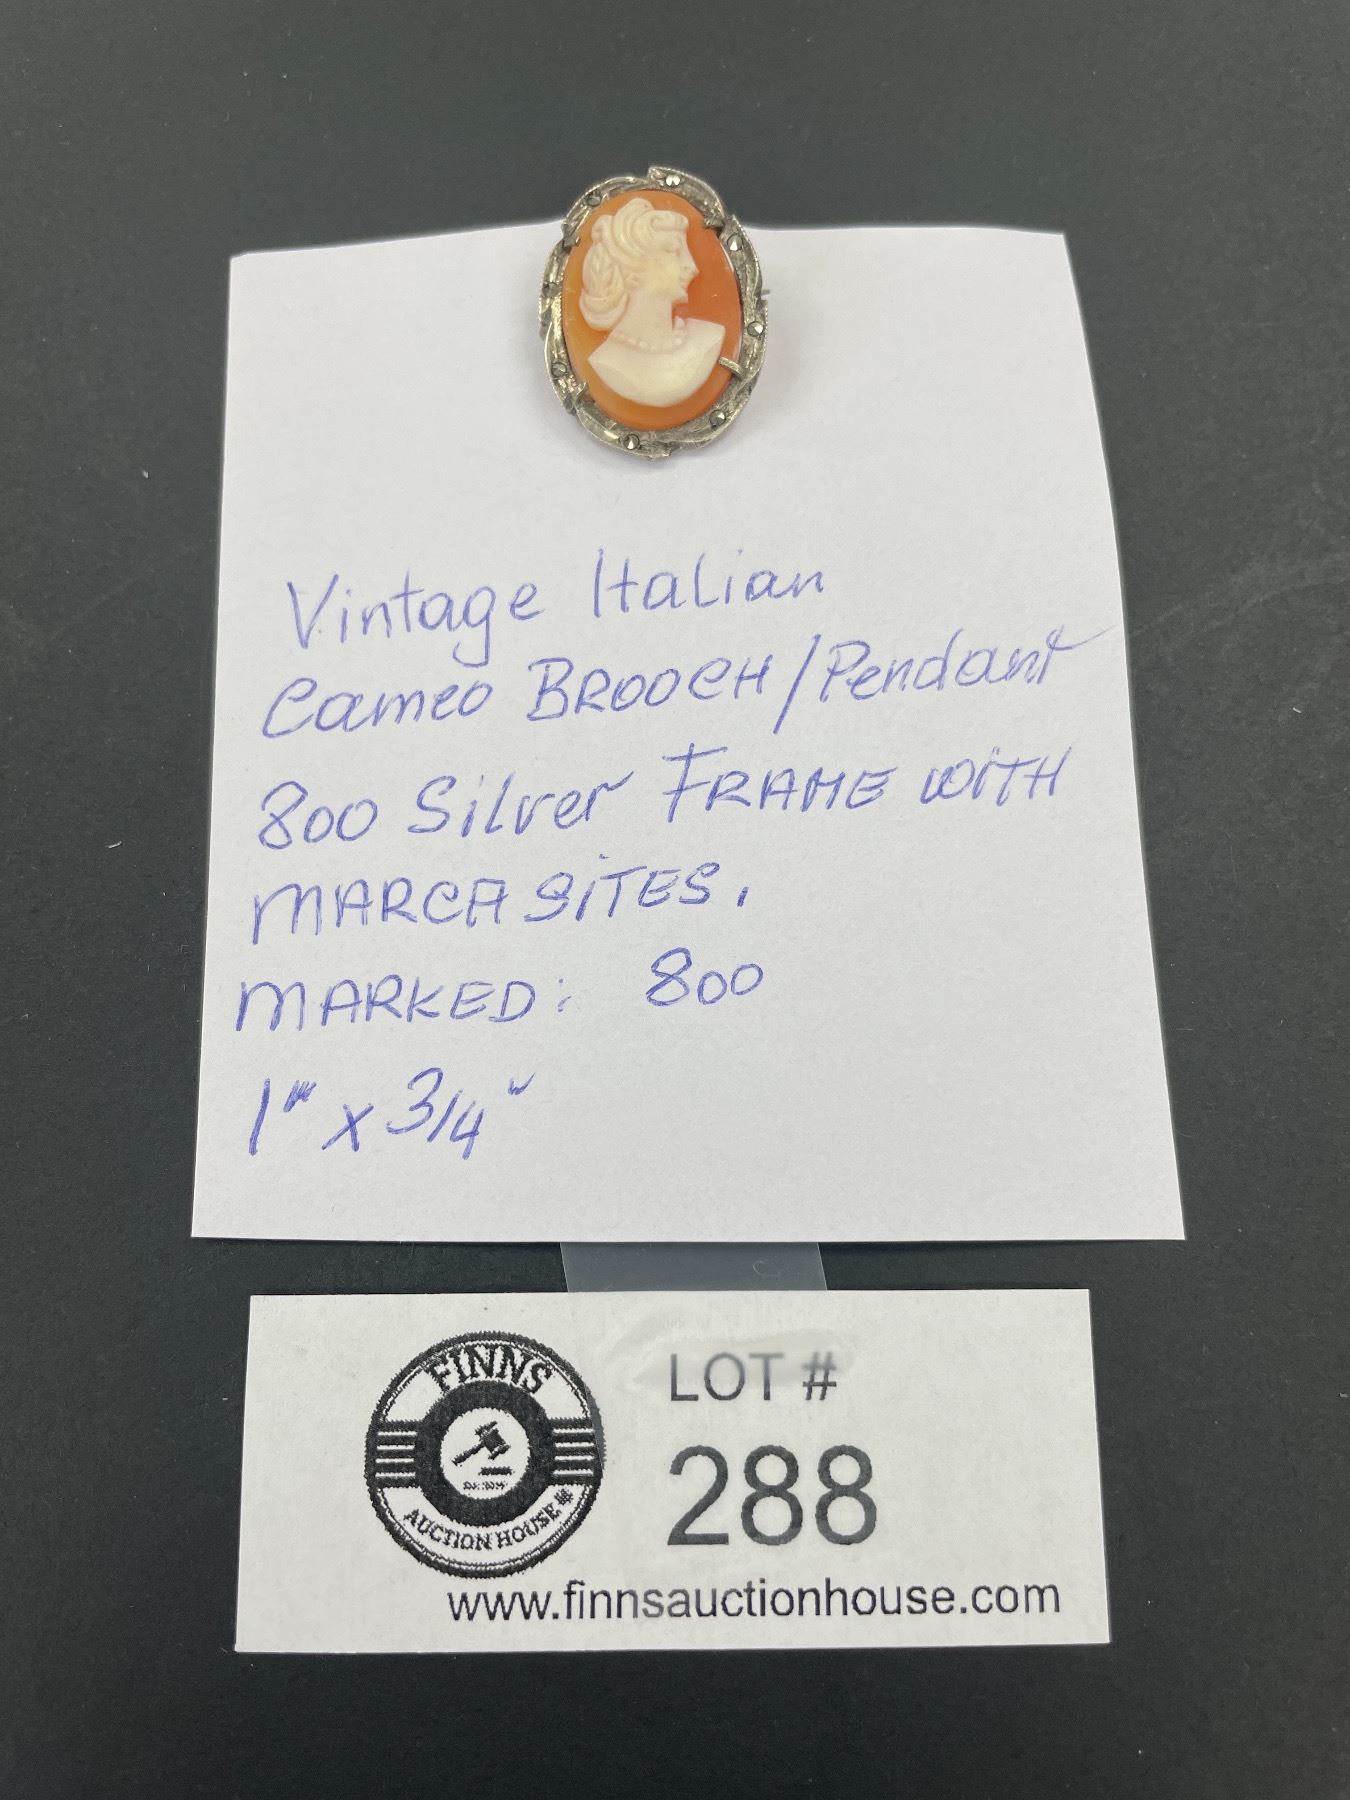 Vintage Italian
Cameo BROOCH/Pendant
800 Silver FRAME WITH
MARCASITES.
MARKED: 800
1" x 3/4"
FINNS
AUCTION HOUSE
LOT #
288
www.finnsauctionhouse.com